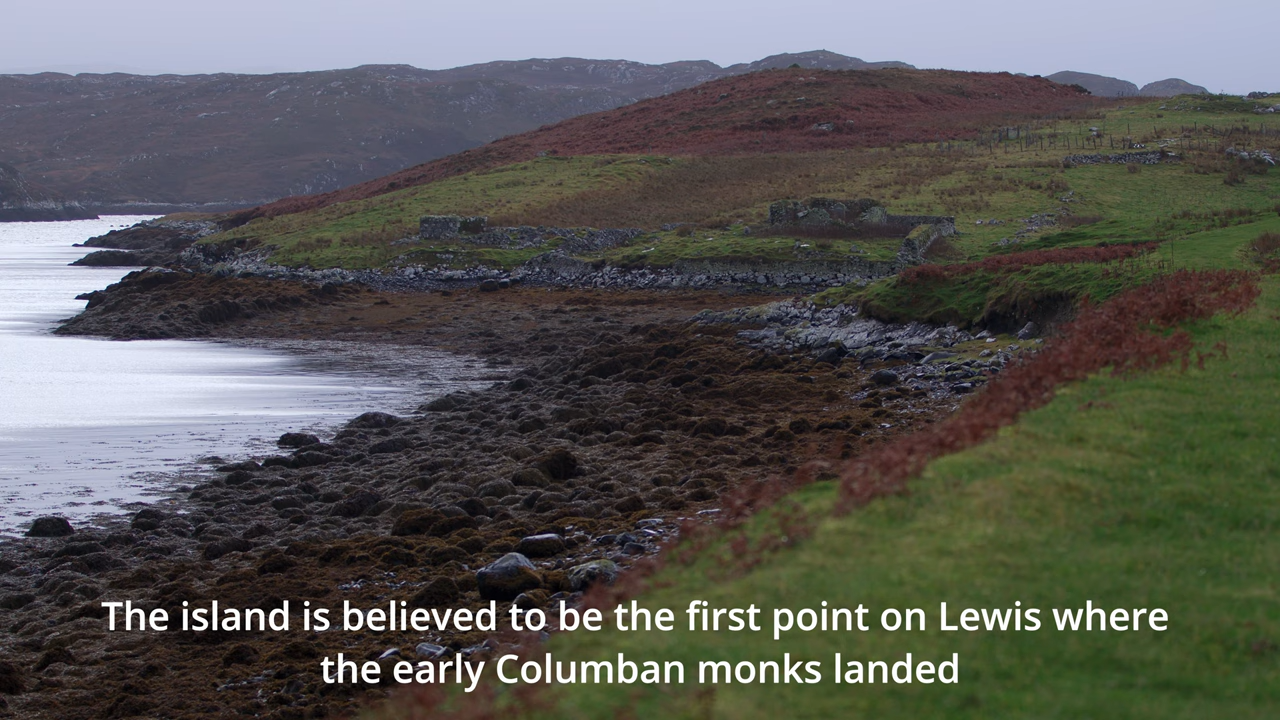 The island is believed to be the first point on Lewis where
the early Columban monks landed